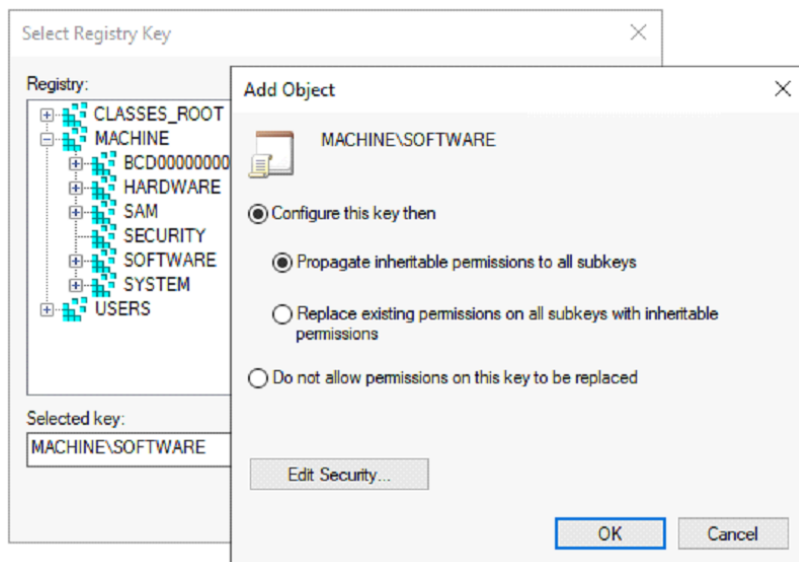 Select Registry Key
Registry:
CLASSES_ROOT
MACHINE
BCD00000000
HARDWARE
SAM
SECURITY
SOFTWARE
SYSTEM
USERS
Selected key:
MACHINE\SOFTWARE
Add Object
MACHINE\SOFTWARE
Configure this key then
Propagate inheritable permissions to all subkeys
Replace existing permissions on all subkeys with inheritable
permissions
Do not allow permissions on this key to be replaced
Edit Security...
OK
Cancel